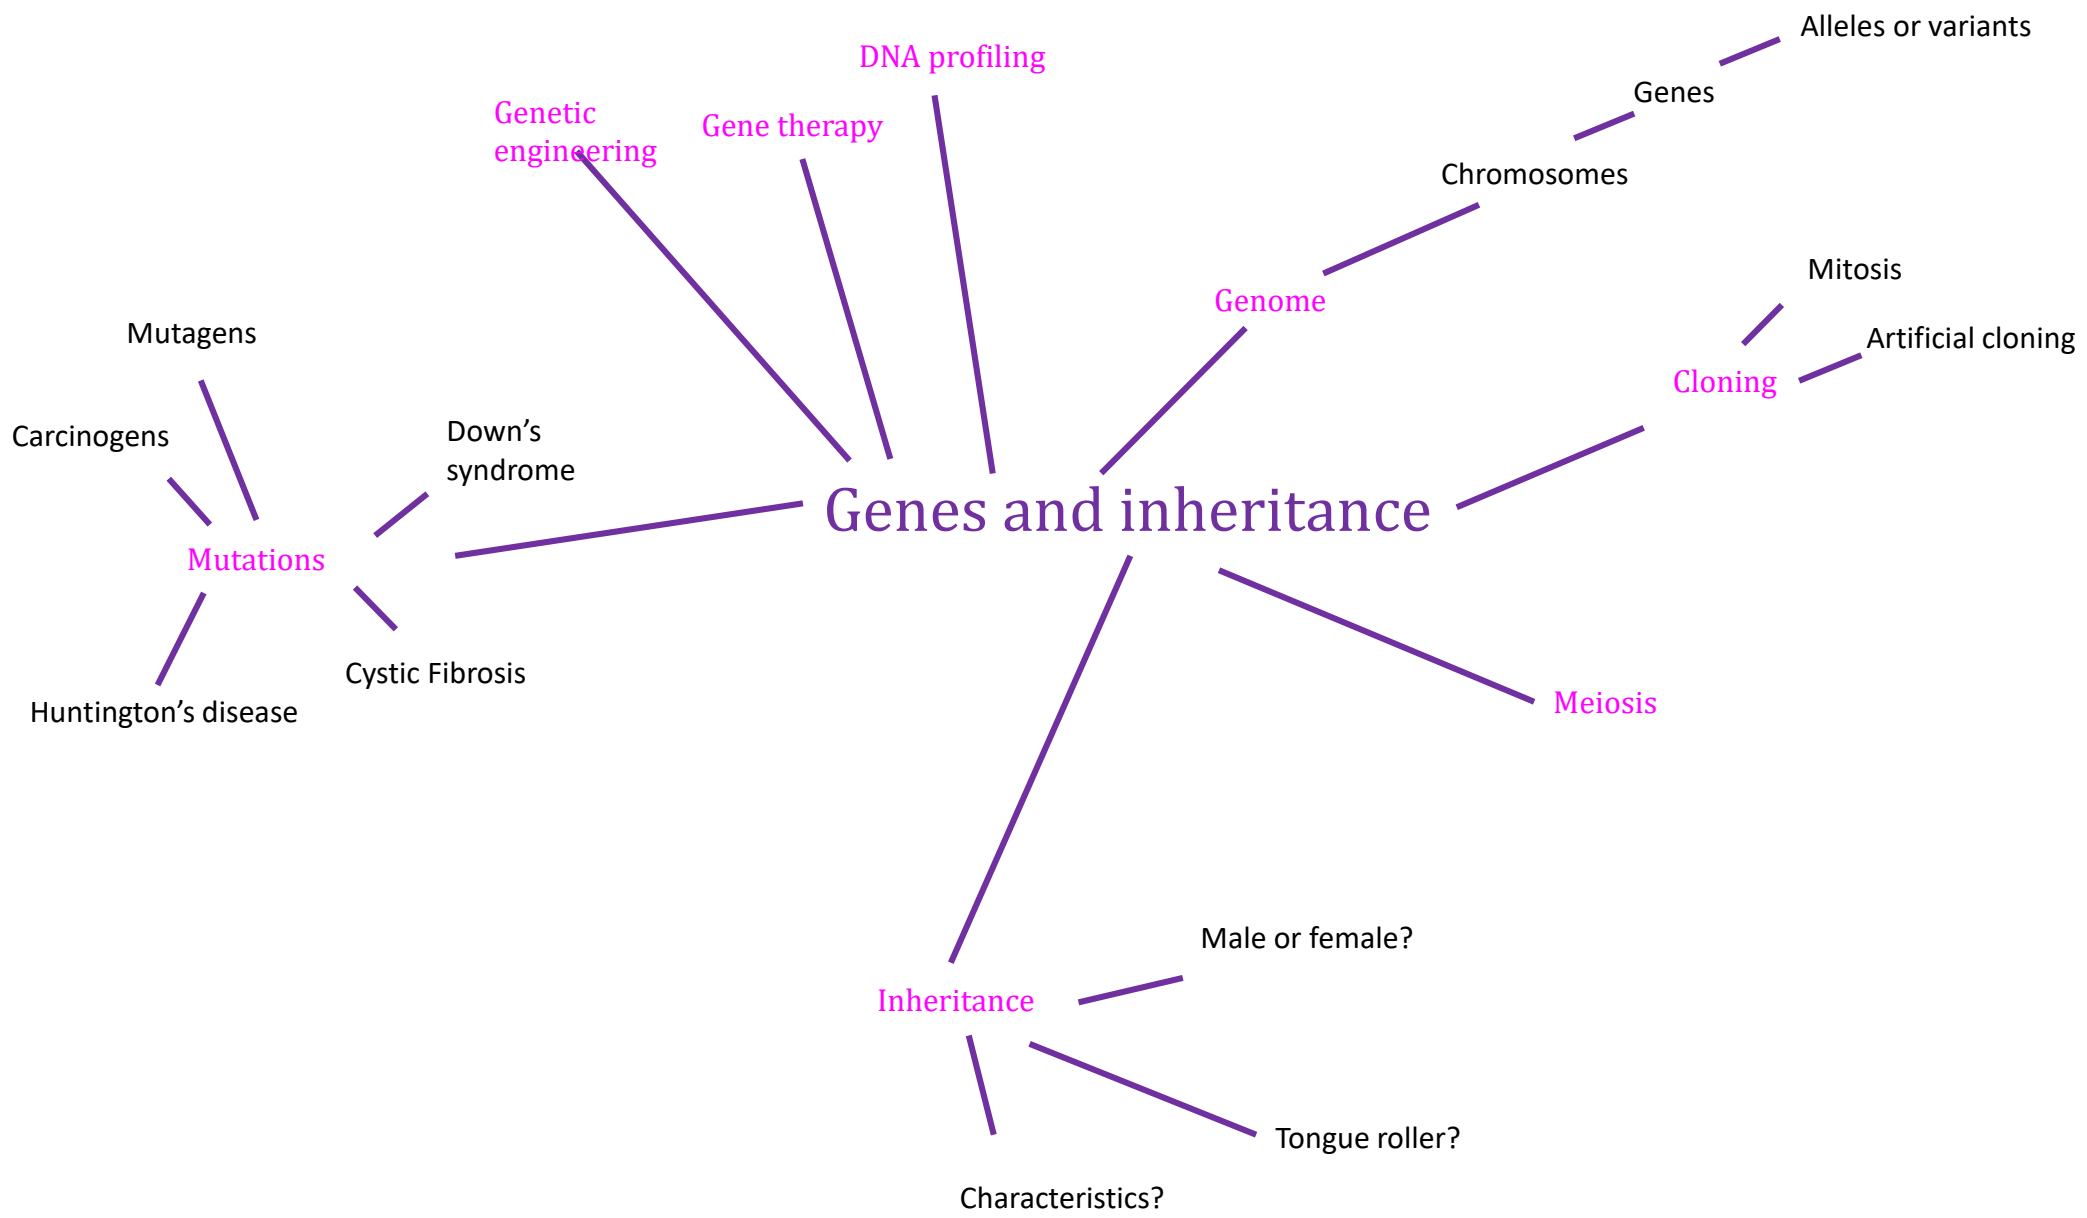 Alleles or variants
DNA profiling
Genes
Genetic
engineering
Gene therapy
Chromosomes
Mitosis
Genome
Mutagens
Artificial cloning
Cloning
Carcinogens
Down’s
syndrome
Genes and inheritance
Mutations
Cystic Fibrosis
Huntington’s disease
Meiosis
Male or female?
Inheritance
Tongue roller?
Characteristics?